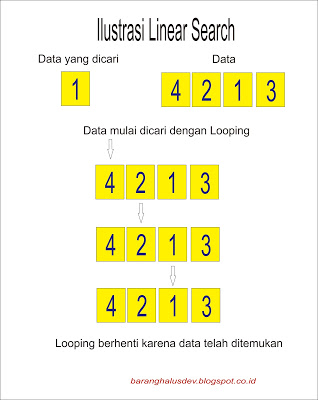 Ilustrasi Linear Search
Data yang dicari Data
1 4 2 1 3
Data mulai dicari dengan Looping
4 2 1 3
4 2 1 3
4 2 1 3
Looping berhenti karena data telah ditemukan
baranghalusdev.blogspot.co.id